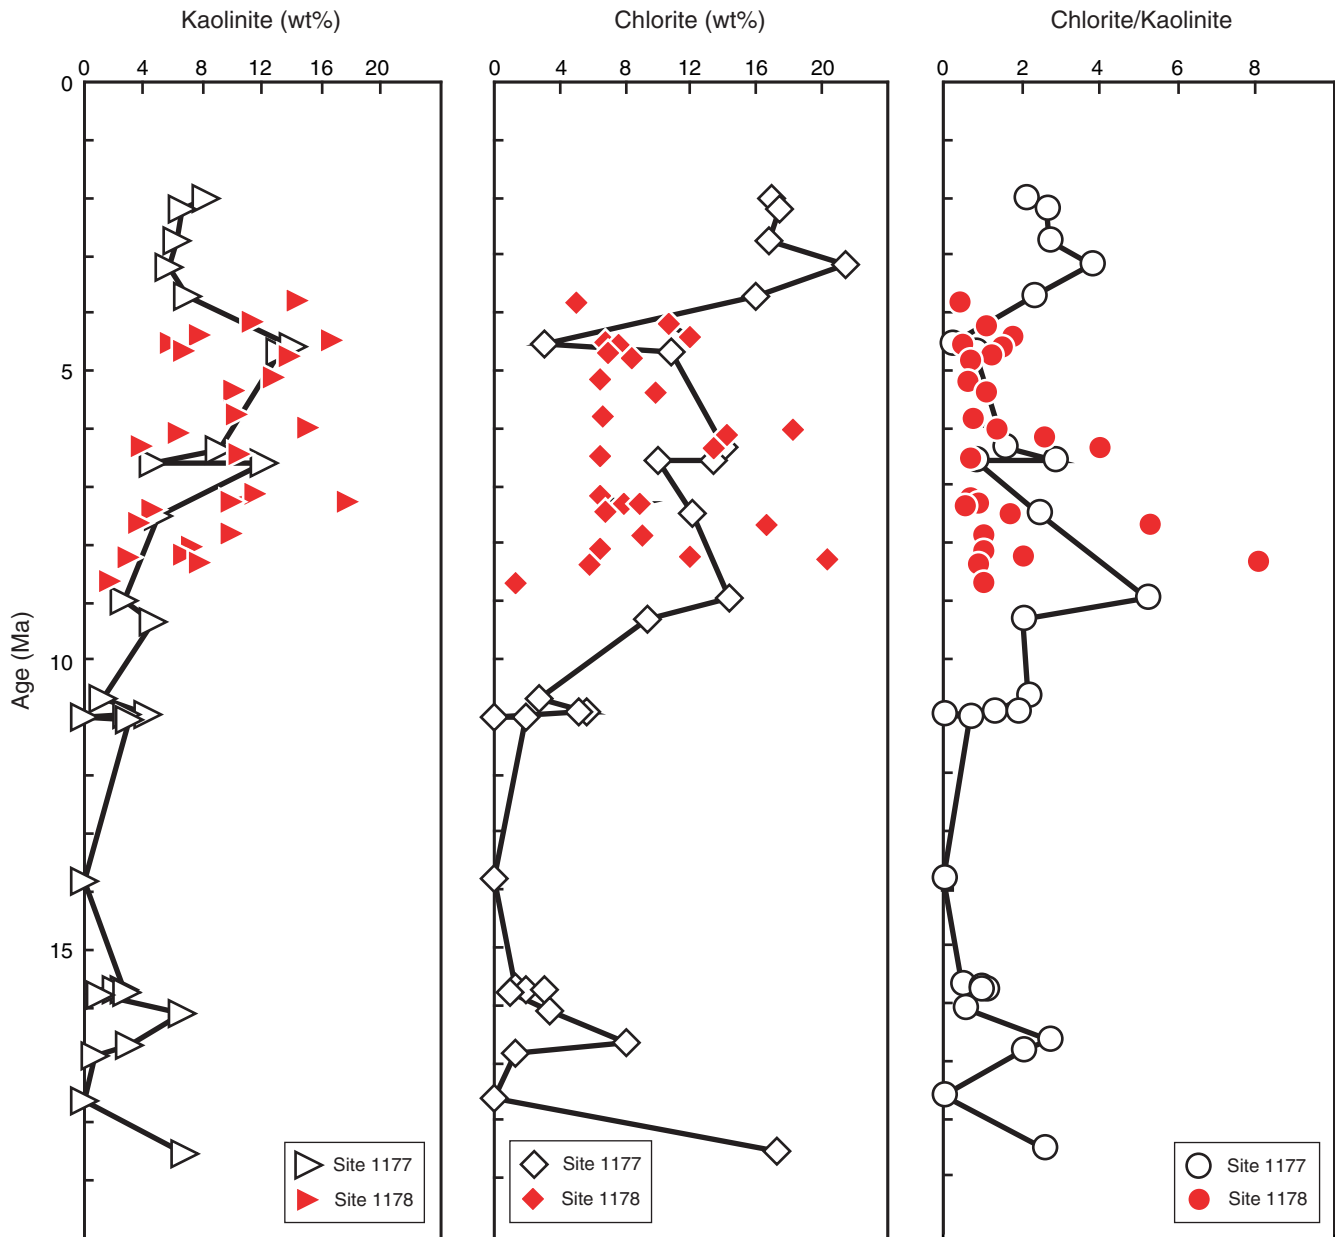 Kaolinite (wt%)
Chlorite (wt%)
Chlorite/Kaolinite
0 4 8 12 16 20
0 4 8 12 16 20
0 2 4 6 8
0
5
10
15
Age (Ma)
Site 1177
Site 1178
Site 1177
Site 1178
Site 1177
Site 1178